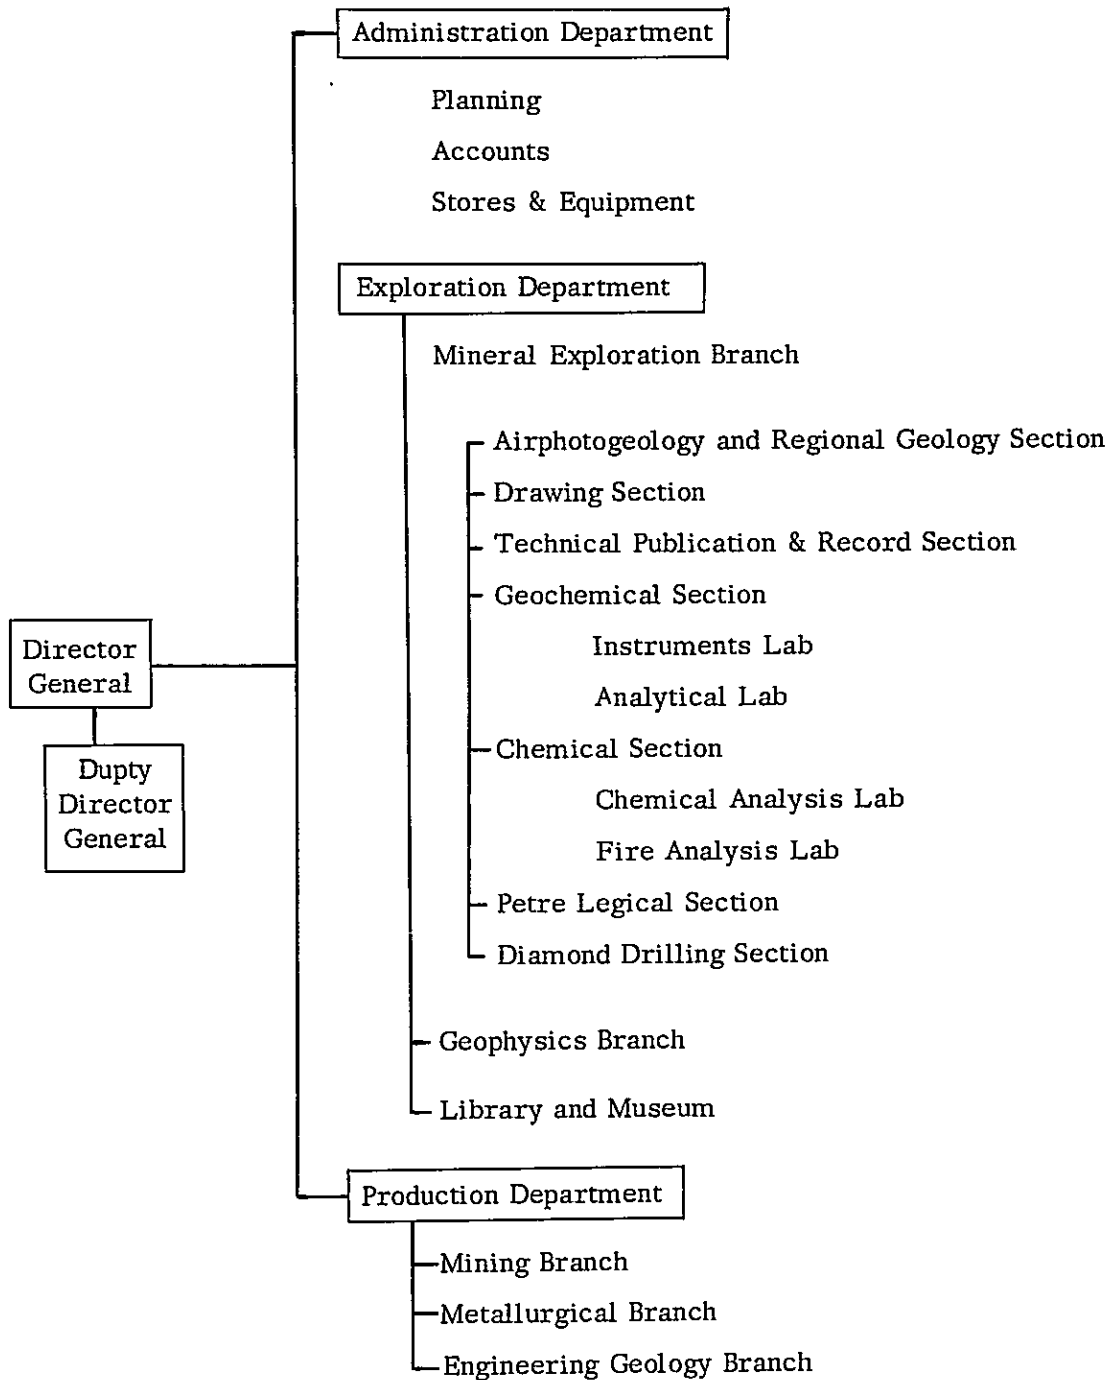 Administration Department
Planning
Accounts
Stores & Equipment
Exploration Department
Mineral Exploration Branch
Airphotogeology and Regional Geology Section
Drawing Section
Technical Publication & Record Section
Geochemical Section
Instruments Lab
Analytical Lab
Chemical Section
Chemical Analysis Lab
Fire Analysis Lab
Petre Legical Section
Diamond Drilling Section
Geophysics Branch
Library and Museum
Production Department
Mining Branch
Metallurgical Branch
Engineering Geology Branch
Director
General
Dupty
Director
General